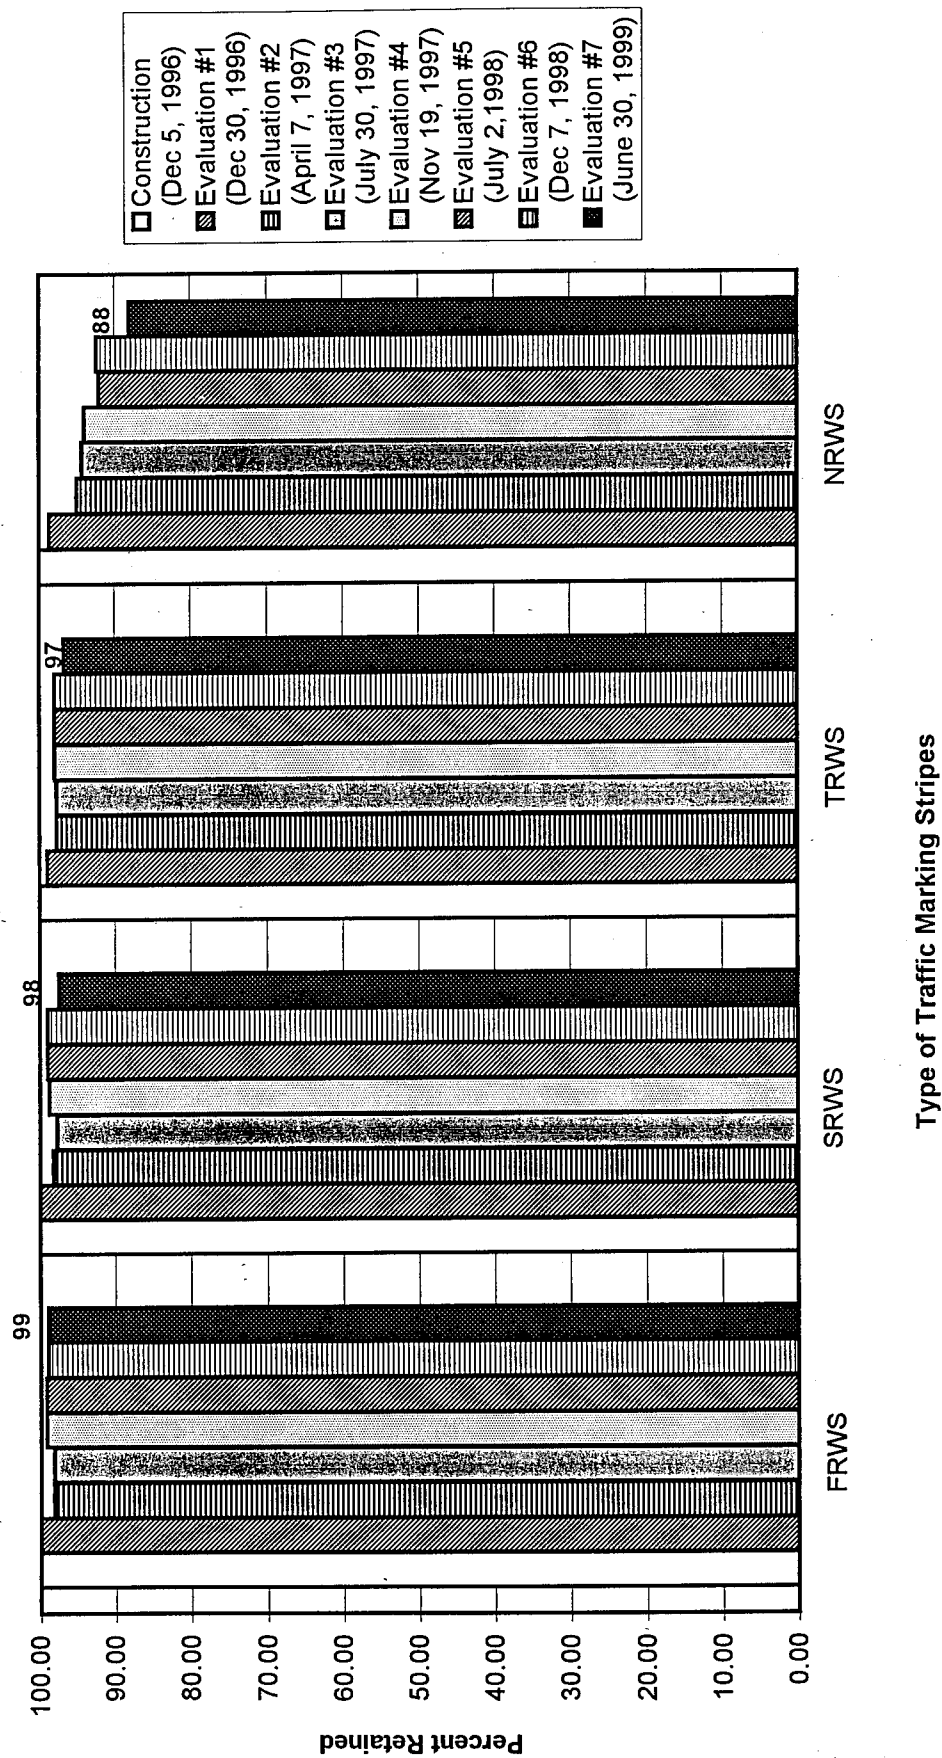 Percent Retained
100.00
90.00
80.00
70.00
60.00
50.00
40.00
30.00
20.00
10.00
0.00
99
98
97
88
FRWS
SRWS
TRWS
NRWS
Type of Traffic Marking Stripes
Construction
(Dec 5, 1996)
Evaluation #1
(Dec 30, 1996)
Evaluation #2
(April 7, 1997)
Evaluation #3
(July 30, 1997)
Evaluation #4
(Nov 19, 1997)
Evaluation #5
(July 2,1998)
Evaluation #6
(Dec 7, 1998)
Evaluation #7
(June 30, 1999)